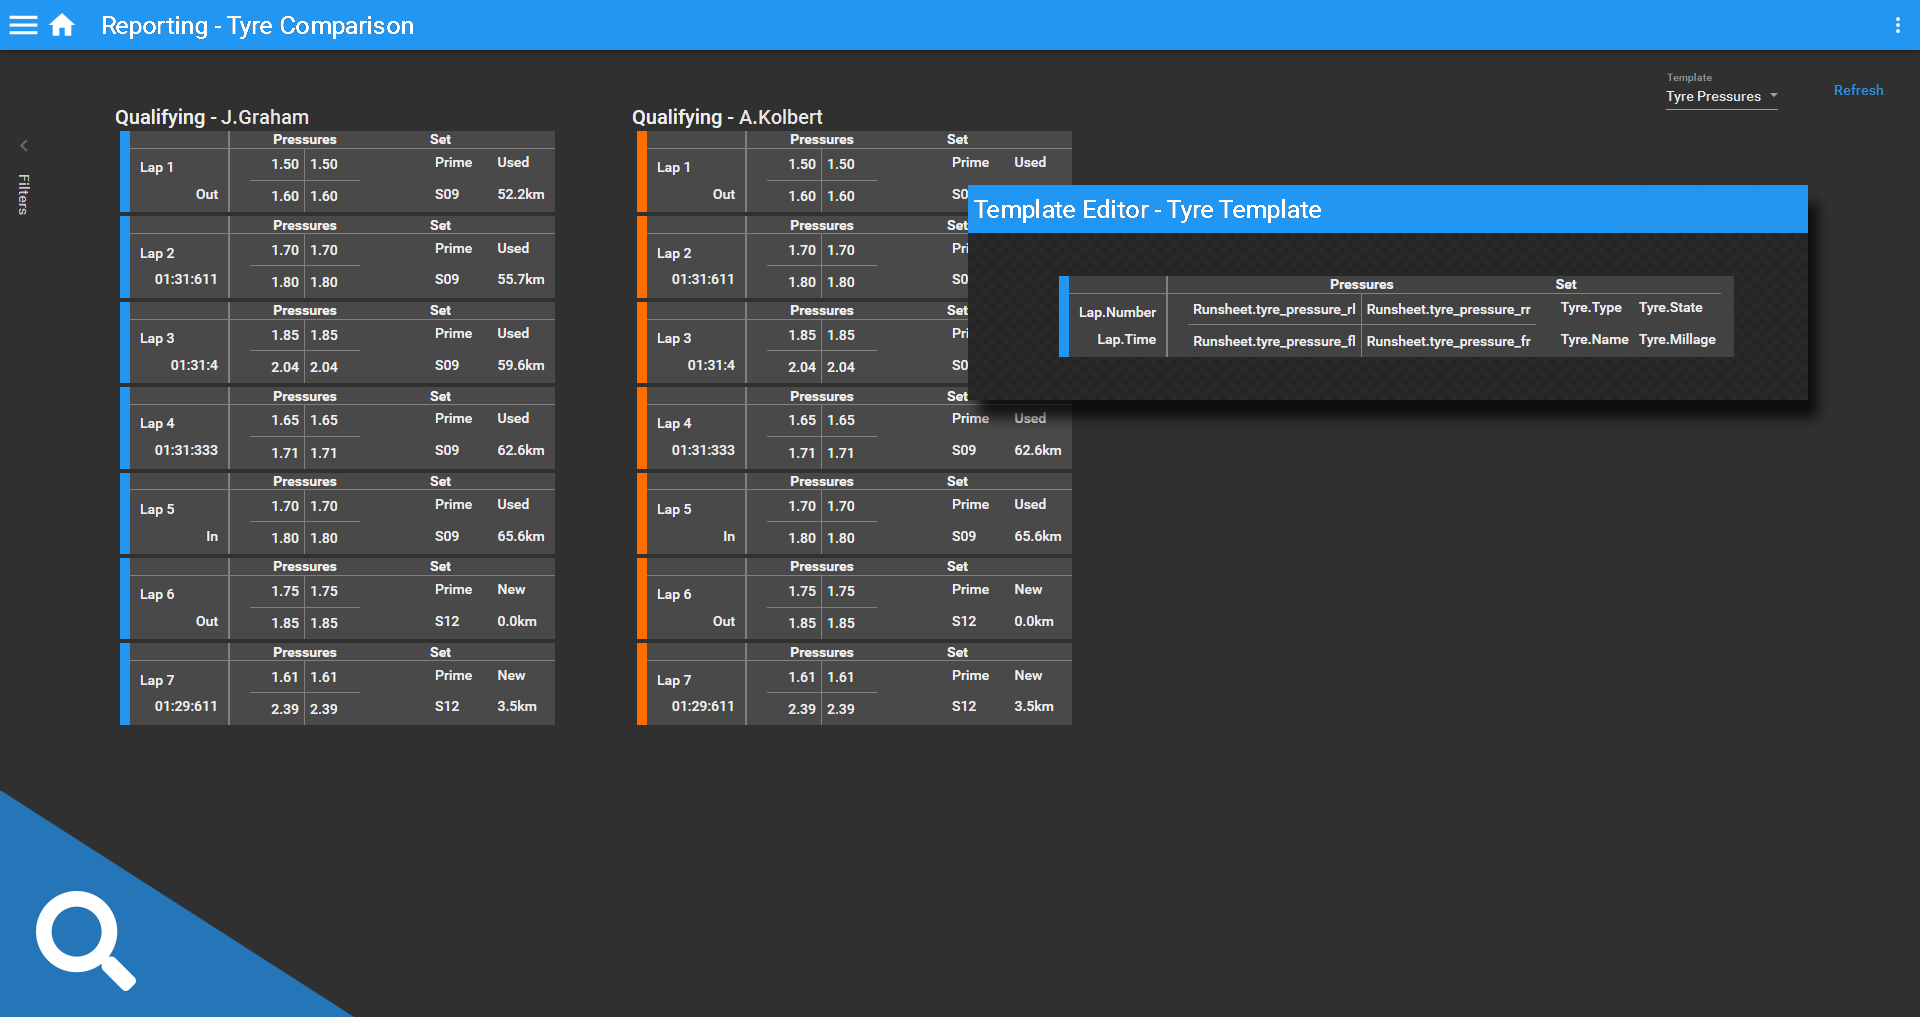 Reporting - Tyre Comparison
Template
Tyre Pressures
Refresh
Filters
Qualifying - J.Graham
Pressures Set
Lap 1 1.50 1.50 Prime Used
Out 1.60 1.60 S09 52.2km
Pressures Set
Lap 2 1.70 1.70 Prime Used
01:31:611 1.80 1.80 S09 55.7km
Pressures Set
Lap 3 1.85 1.85 Prime Used
01:31:4 2.04 2.04 S09 59.6km
Pressures Set
Lap 4 1.65 1.65 Prime Used
01:31:333 1.71 1.71 S09 62.6km
Pressures Set
Lap 5 1.70 1.70 Prime Used
In 1.80 1.80 S09 65.6km
Pressures Set
Lap 6 1.75 1.75 Prime New
Out 1.85 1.85 S12 0.0km
Pressures Set
Lap 7 1.61 1.61 Prime New
01:29:611 2.39 2.39 S12 3.5km
Qualifying - A.Kolbert
Pressures Set
Lap 1 1.50 1.50 Prime Used
Out 1.60 1.60
Pressures Set
Lap 2 1.70 1.70
01:31:611 1.80 1.80
Pressures Set
Lap 3 1.85 1.85
01:31:4 2.04 2.04
Pressures Set
Lap 4 1.65 1.65 Prime Used
01:31:333 1.71 1.71 S09 62.6km
Pressures Set
Lap 5 1.70 1.70 Prime Used
In 1.80 1.80 S09 65.6km
Pressures Set
Lap 6 1.75 1.75 Prime New
Out 1.85 1.85 S12 0.0km
Pressures Set
Lap 7 1.61 1.61 Prime New
01:29:611 2.39 2.39 S12 3.5km
Template Editor - Tyre Template
Pressures Set
Lap.Number Runsheet.tyre_pressure_rl Runsheet.tyre_pressure_rr Tyre.Type Tyre.State
Lap.Time Runsheet.tyre_pressure_fl Runsheet.tyre_pressure_fr Tyre.Name Tyre.Millage